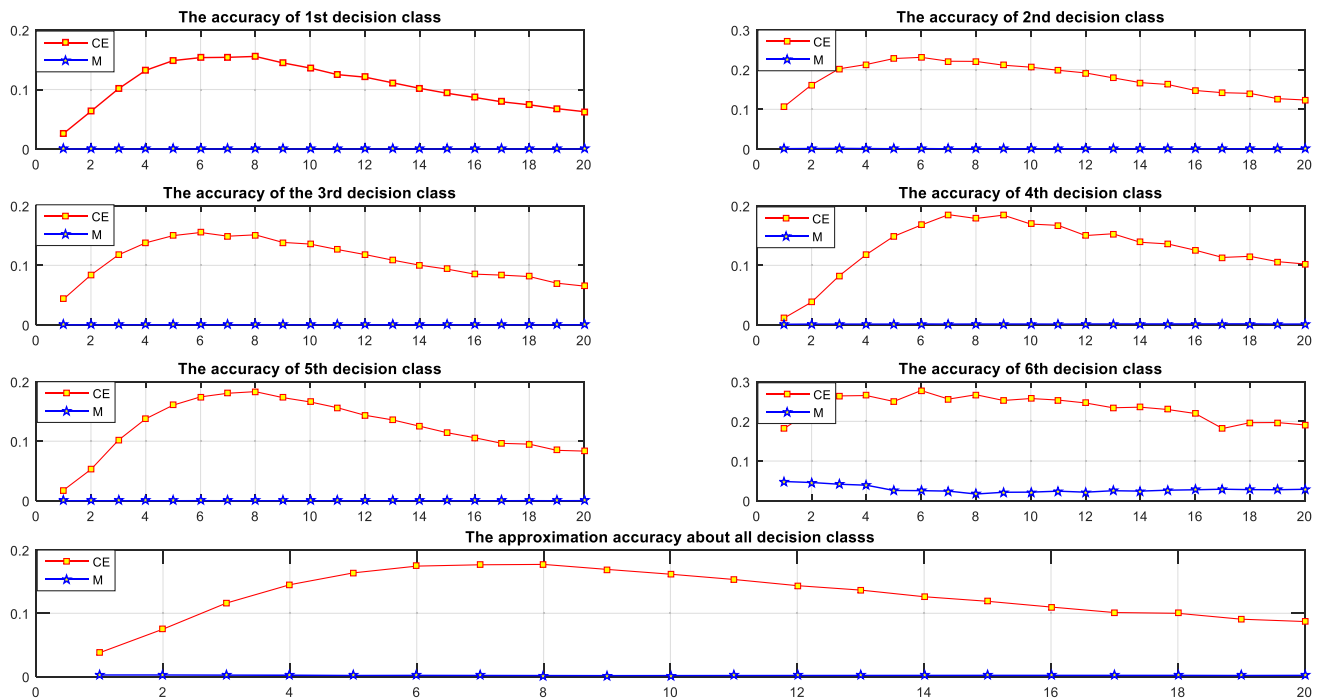 The accuracy of 1st decision class
0.2
0.1
0
CE
M
0 2 4 6 8 10 12 14 16 18 20
The accuracy of 2nd decision class
0.3
0.2
0.1
0
CE
M
0 2 4 6 8 10 12 14 16 18 20
The accuracy of the 3rd decision class
0.2
0.1
0
CE
M
0 2 4 6 8 10 12 14 16 18 20
The accuracy of 4th decision class
0.2
0.1
0
CE
M
0 2 4 6 8 10 12 14 16 18 20
The accuracy of 5th decision class
0.2
0.1
0
CE
M
0 2 4 6 8 10 12 14 16 18 20
The accuracy of 6th decision class
0.3
0.2
0.1
0
CE
M
0 2 4 6 8 10 12 14 16 18 20
The approximation accuracy about all decision classs
0.2
0.1
0
CE
M
0 2 4 6 8 10 12 14 16 18 20